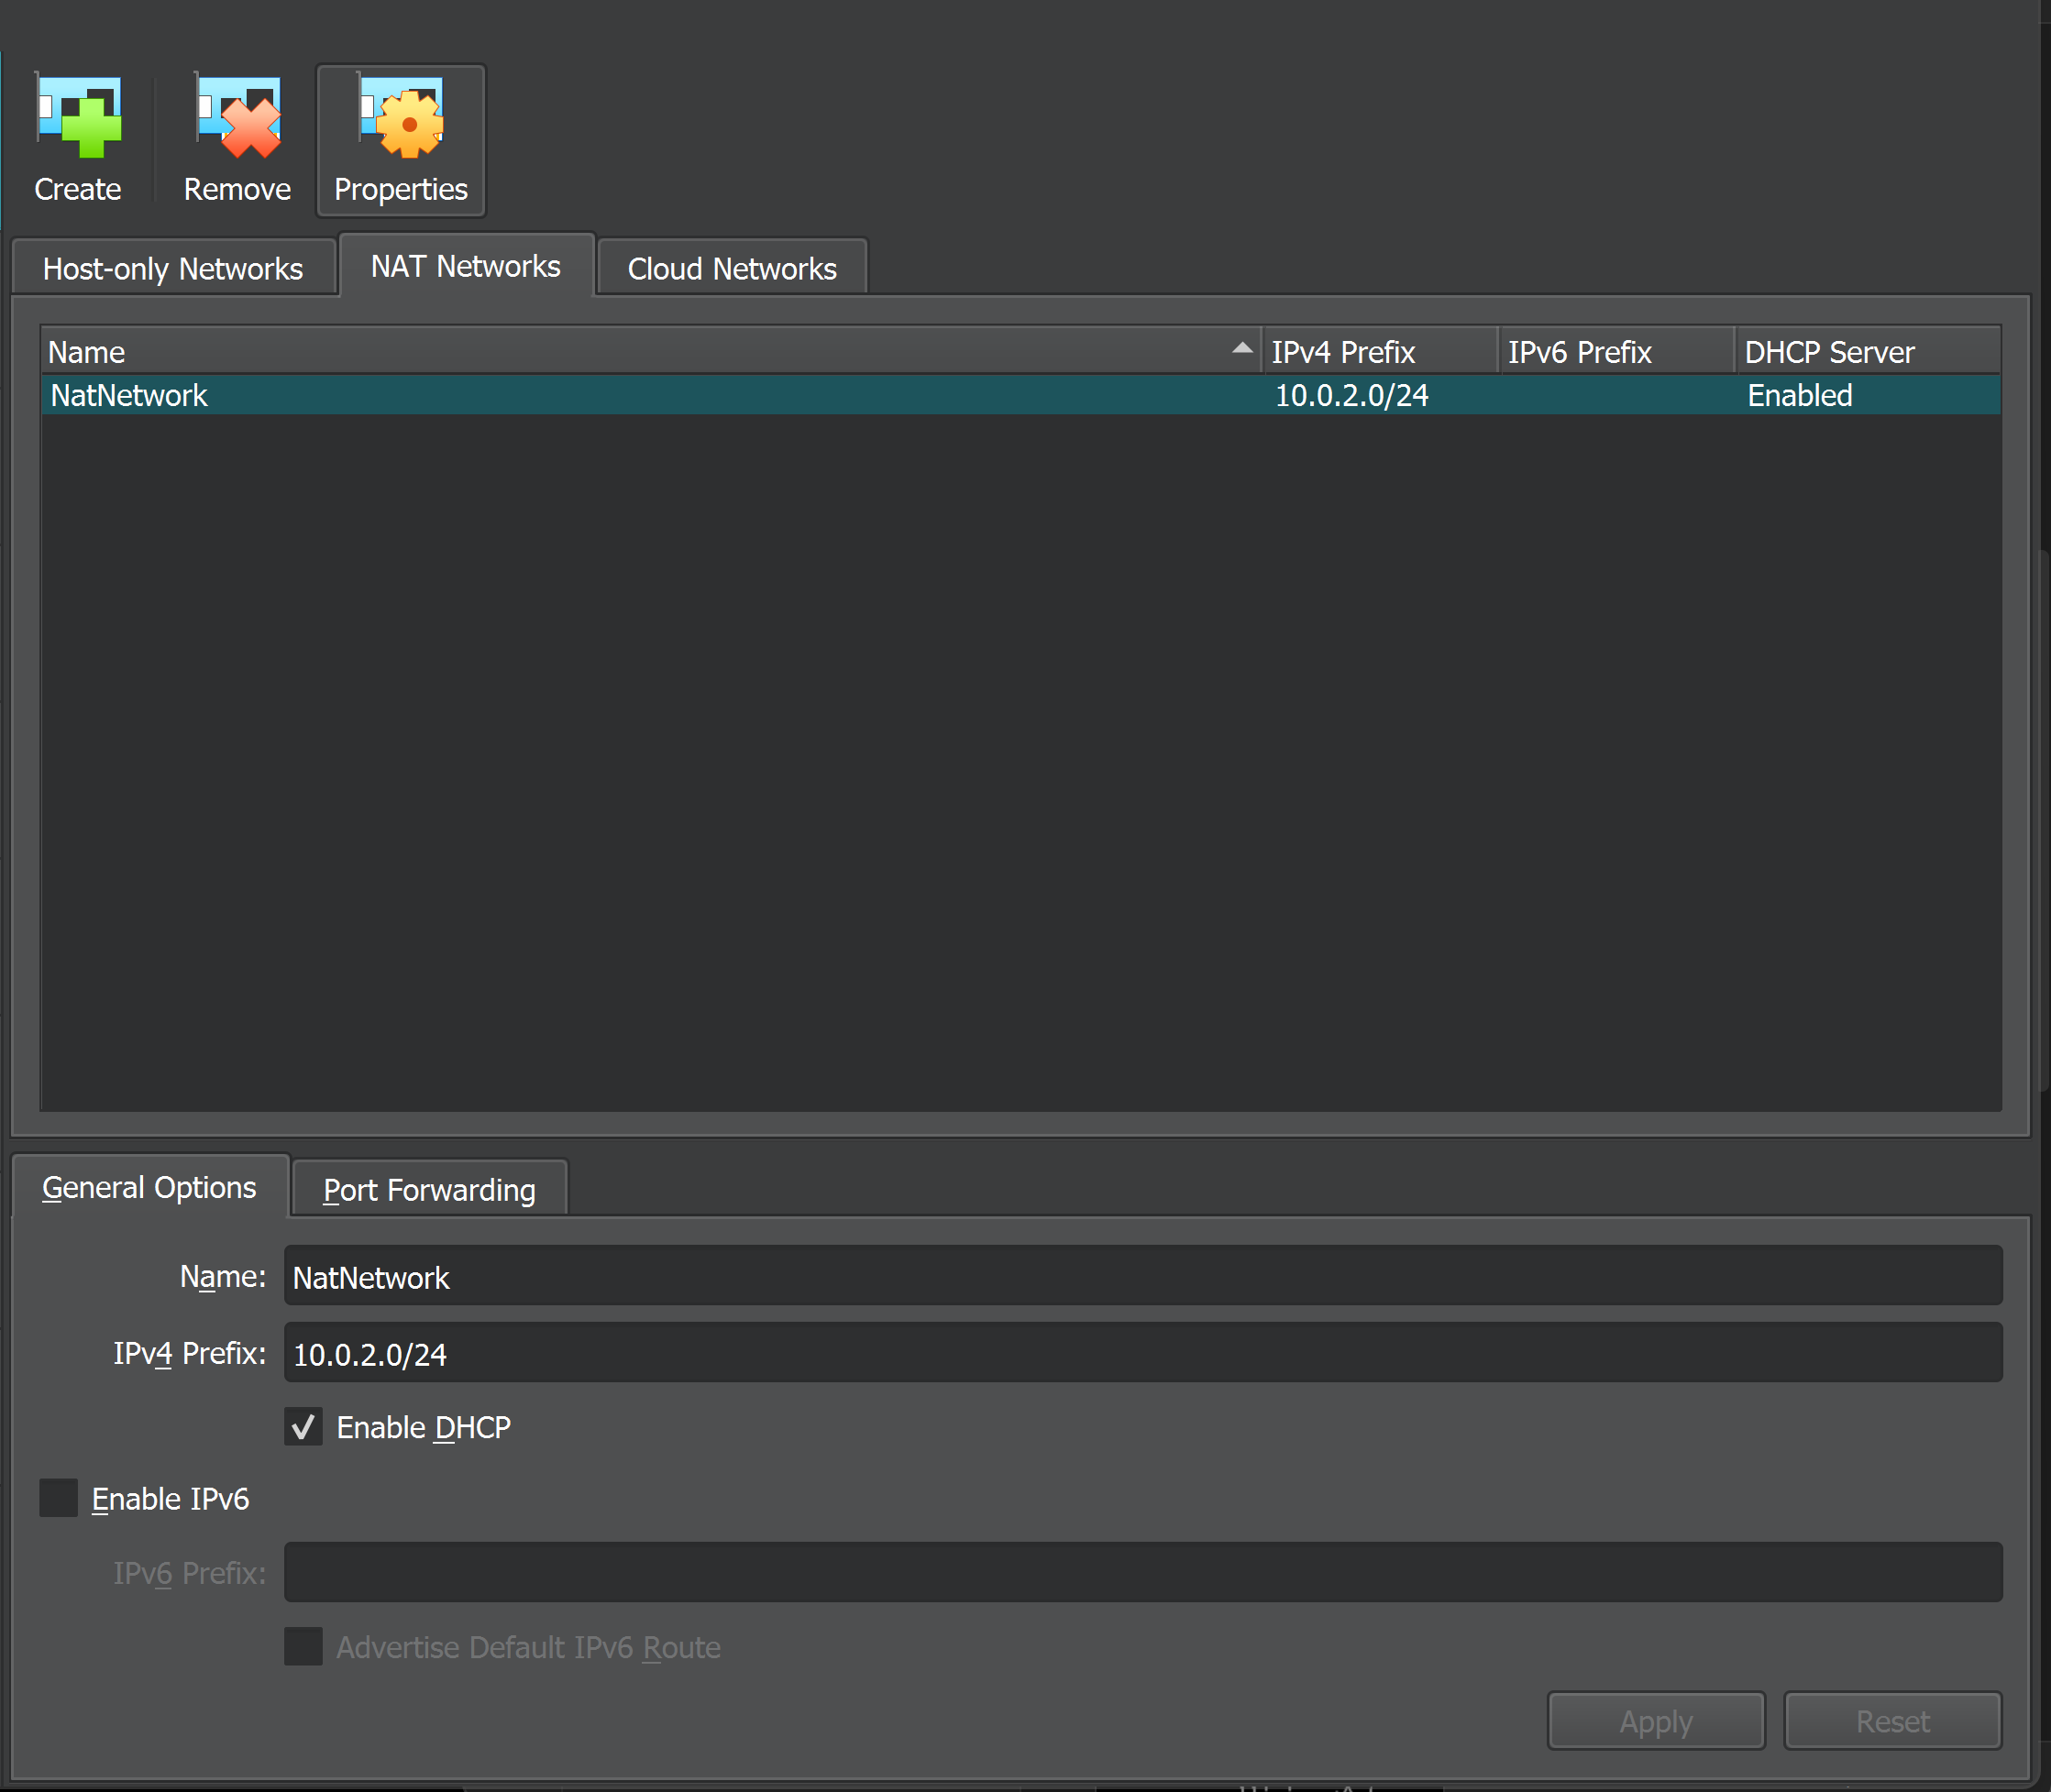 Create Remove Properties
Host-only Networks NAT Networks Cloud Networks
Name IPv4 Prefix IPv6 Prefix DHCP Server
NatNetwork 10.0.2.0/24 Enabled
General Options Port Forwarding
Name: NatNetwork
IPv4 Prefix: 10.0.2.0/24
Enable DHCP
Enable IPv6
IPv6 Prefix:
Advertise Default IPv6 Route
Apply Reset